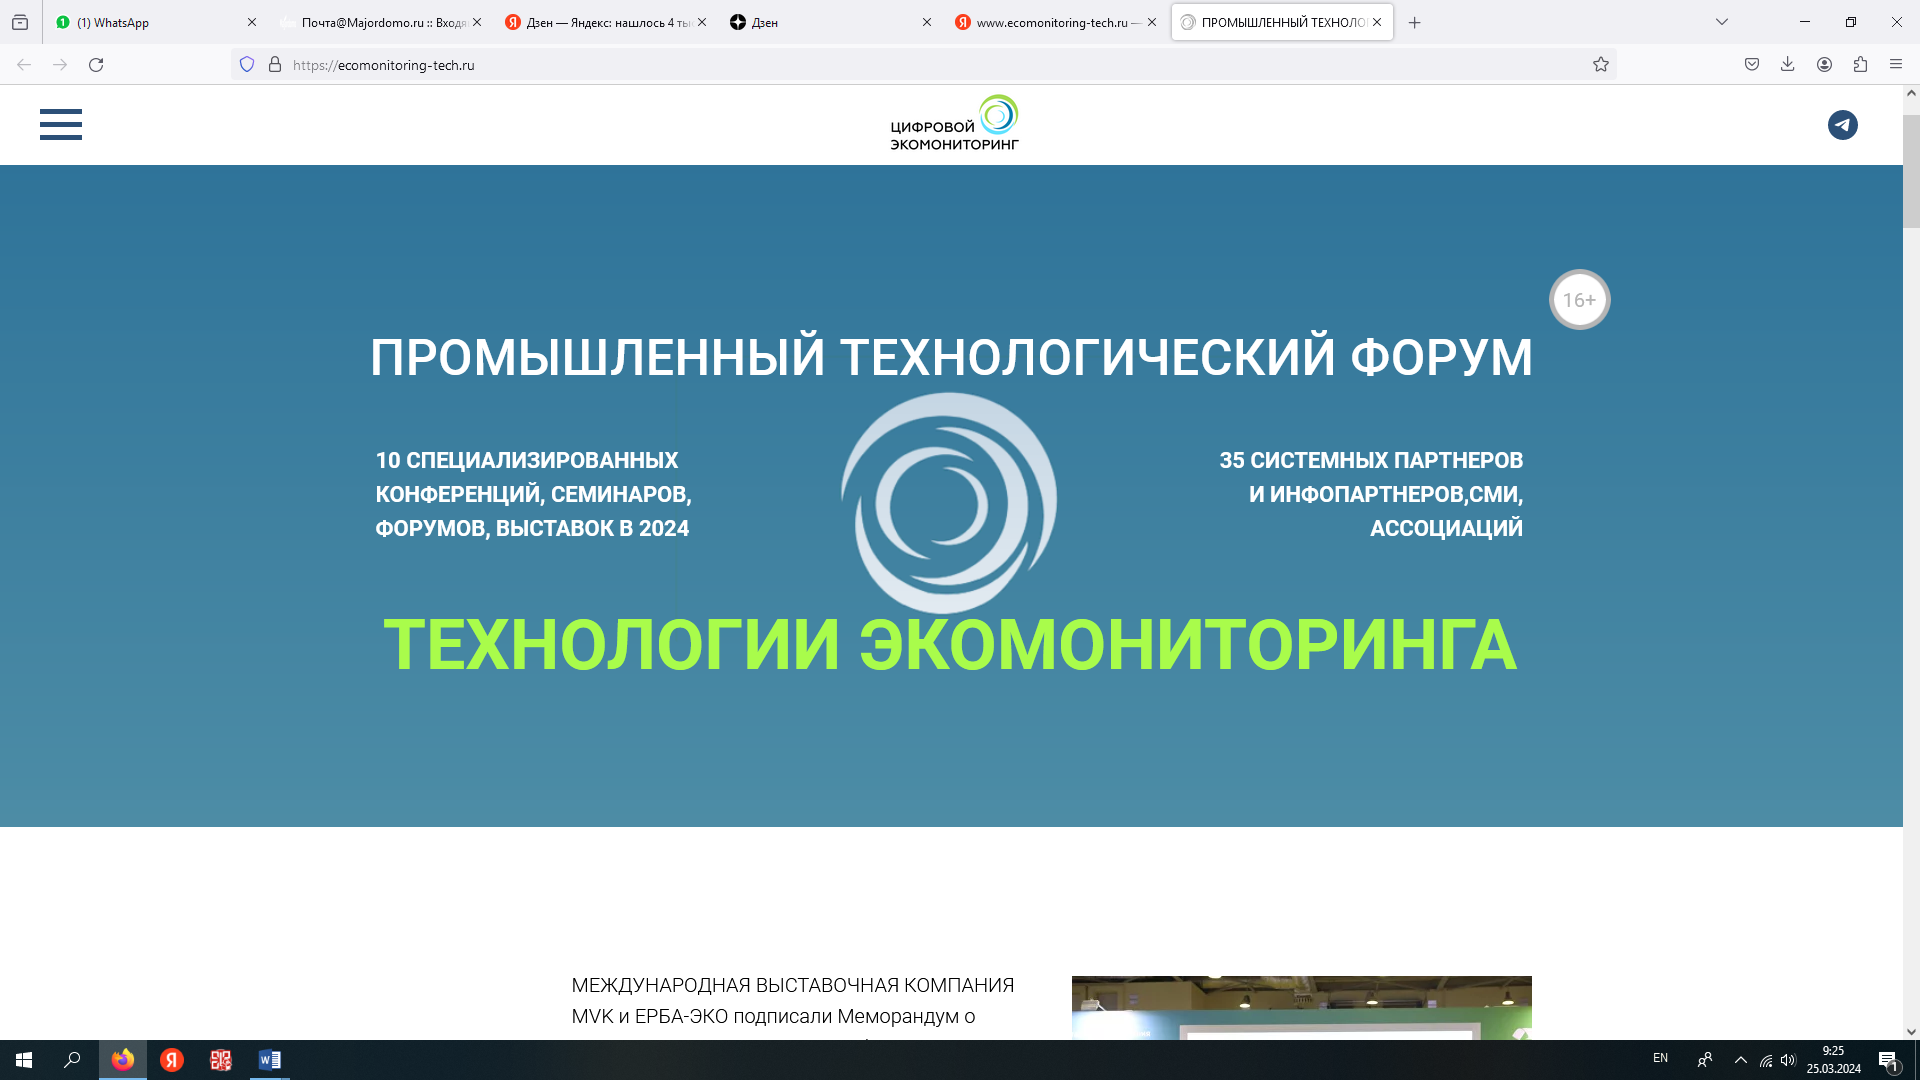 (1) WhatsApp
Почта@Majordomo.ru :: Входя
Дзен — Яндекс: нашлось 4 ты
Дзен
www.ecomonitoring-tech.ru —
ПРОМЫШЛЕННЫЙ ТЕХНОЛО
https://ecomonitoring-tech.ru
ЦИФРОВОЙ
ЭКОМОНИТОРИНГ
16+
ПРОМЫШЛЕННЫЙ ТЕХНОЛОГИЧЕСКИЙ ФОРУМ
10 СПЕЦИАЛИЗИРОВАННЫХ
КОНФЕРЕНЦИЙ, СЕМИНАРОВ,
ФОРУМОВ, ВЫСТАВОК В 2024
35 СИСТЕМНЫХ ПАРТНЕРОВ
И ИНФОПАРТНЕРОВ,СМИ,
АССОЦИАЦИЙ
ТЕХНОЛОГИИ ЭКОМОНИТОРИНГА
МЕЖДУНАРОДНАЯ ВЫСТАВОЧНАЯ КОМПАНИЯ
MVK и ЕРБА-ЭКО подписали Меморандум о
EN
9:25
25.03.2024
1